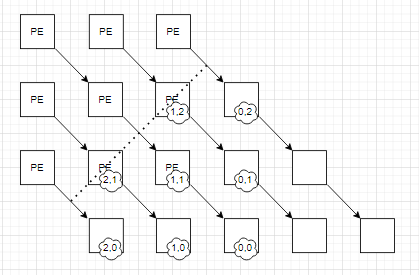 PE PE PE
PE PE PE
1,2 0,2
PE PE PE
2,1 1,1 0,1
2,0 1,0 0,0